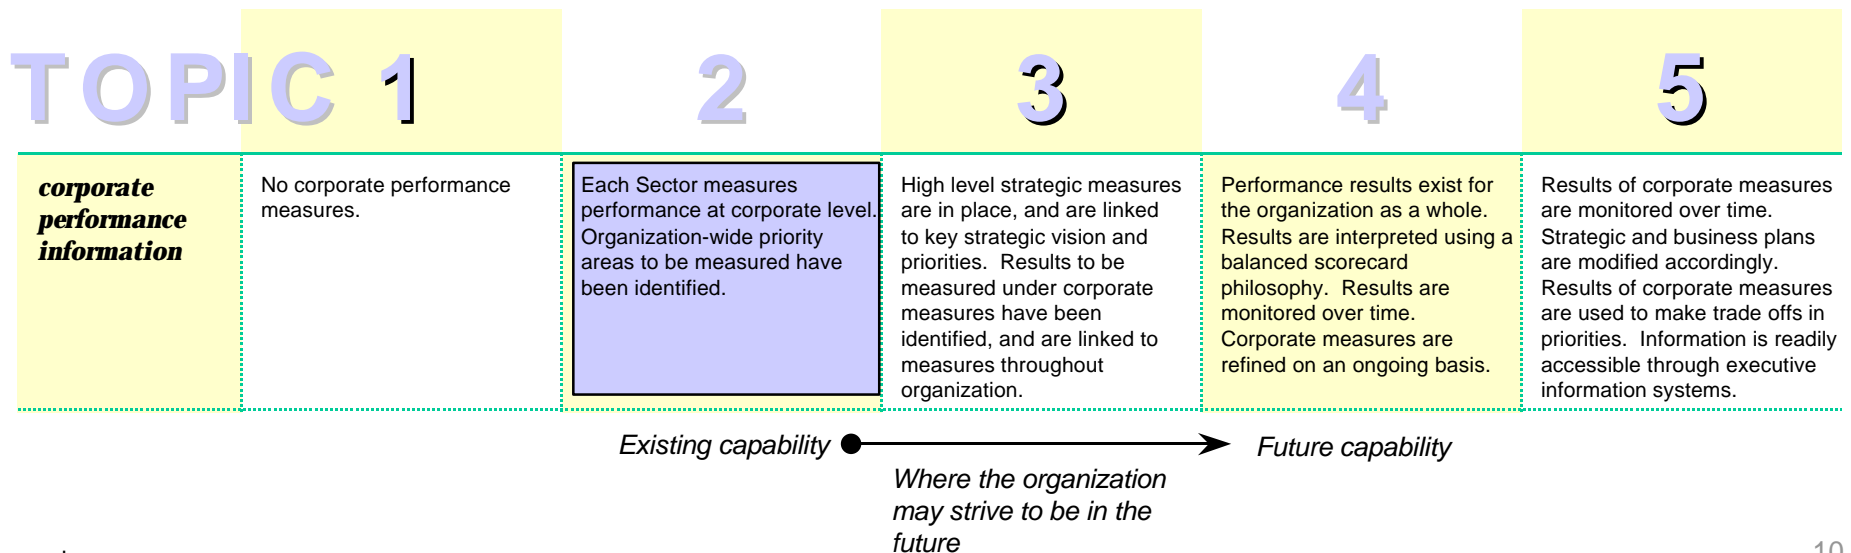 TOPIC 1 2 3 4 5
corporate
performance
information
No corporate performance
measures.
Each Sector measures
performance at corporate level.
Organization-wide priority
areas to be measured have
been identified.
High level strategic measures
are in place, and are linked
to key strategic vision and
priorities.  Results to be
measured under corporate
measures have been
identified, and are linked to
measures throughout
organization.
Performance results exist for
the organization as a whole.
Results are interpreted using a
balanced scorecard
philosophy.  Results are
monitored over time.
Corporate measures are
refined on an ongoing basis.
Results of corporate measures
are monitored over time.
Strategic and business plans
are modified accordingly.
Results of corporate measures
are used to make trade offs in
priorities.  Information is readily
accessible through executive
information systems.
Existing capability
Future capability
Where the organization
may strive to be in the
future
10